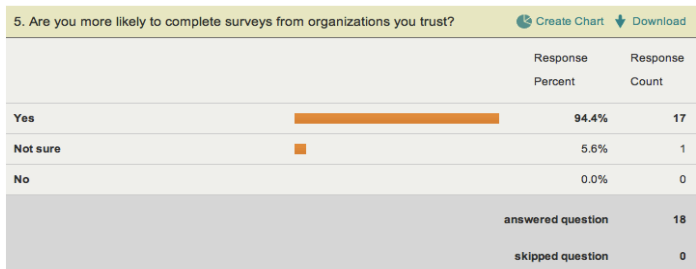 5. Are you more likely to complete surveys from organizations you trust? Create Chart Download
Response Percent Response Count
Yes 94.4% 17
Not sure 5.6% 1
No 0.0% 0
answered question 18
skipped question 0